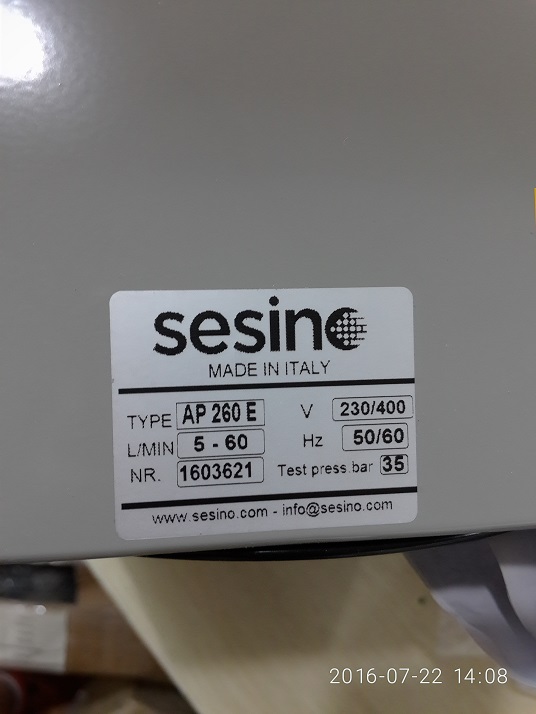 sesino
MADE IN ITALY
TYPE AP 260 E V 230/400
L/MIN 5 - 60 Hz 50/60
NR. 1603621 Test press.bar 35
www.sesino.com - info@sesino.com
2016-07-22 14:08